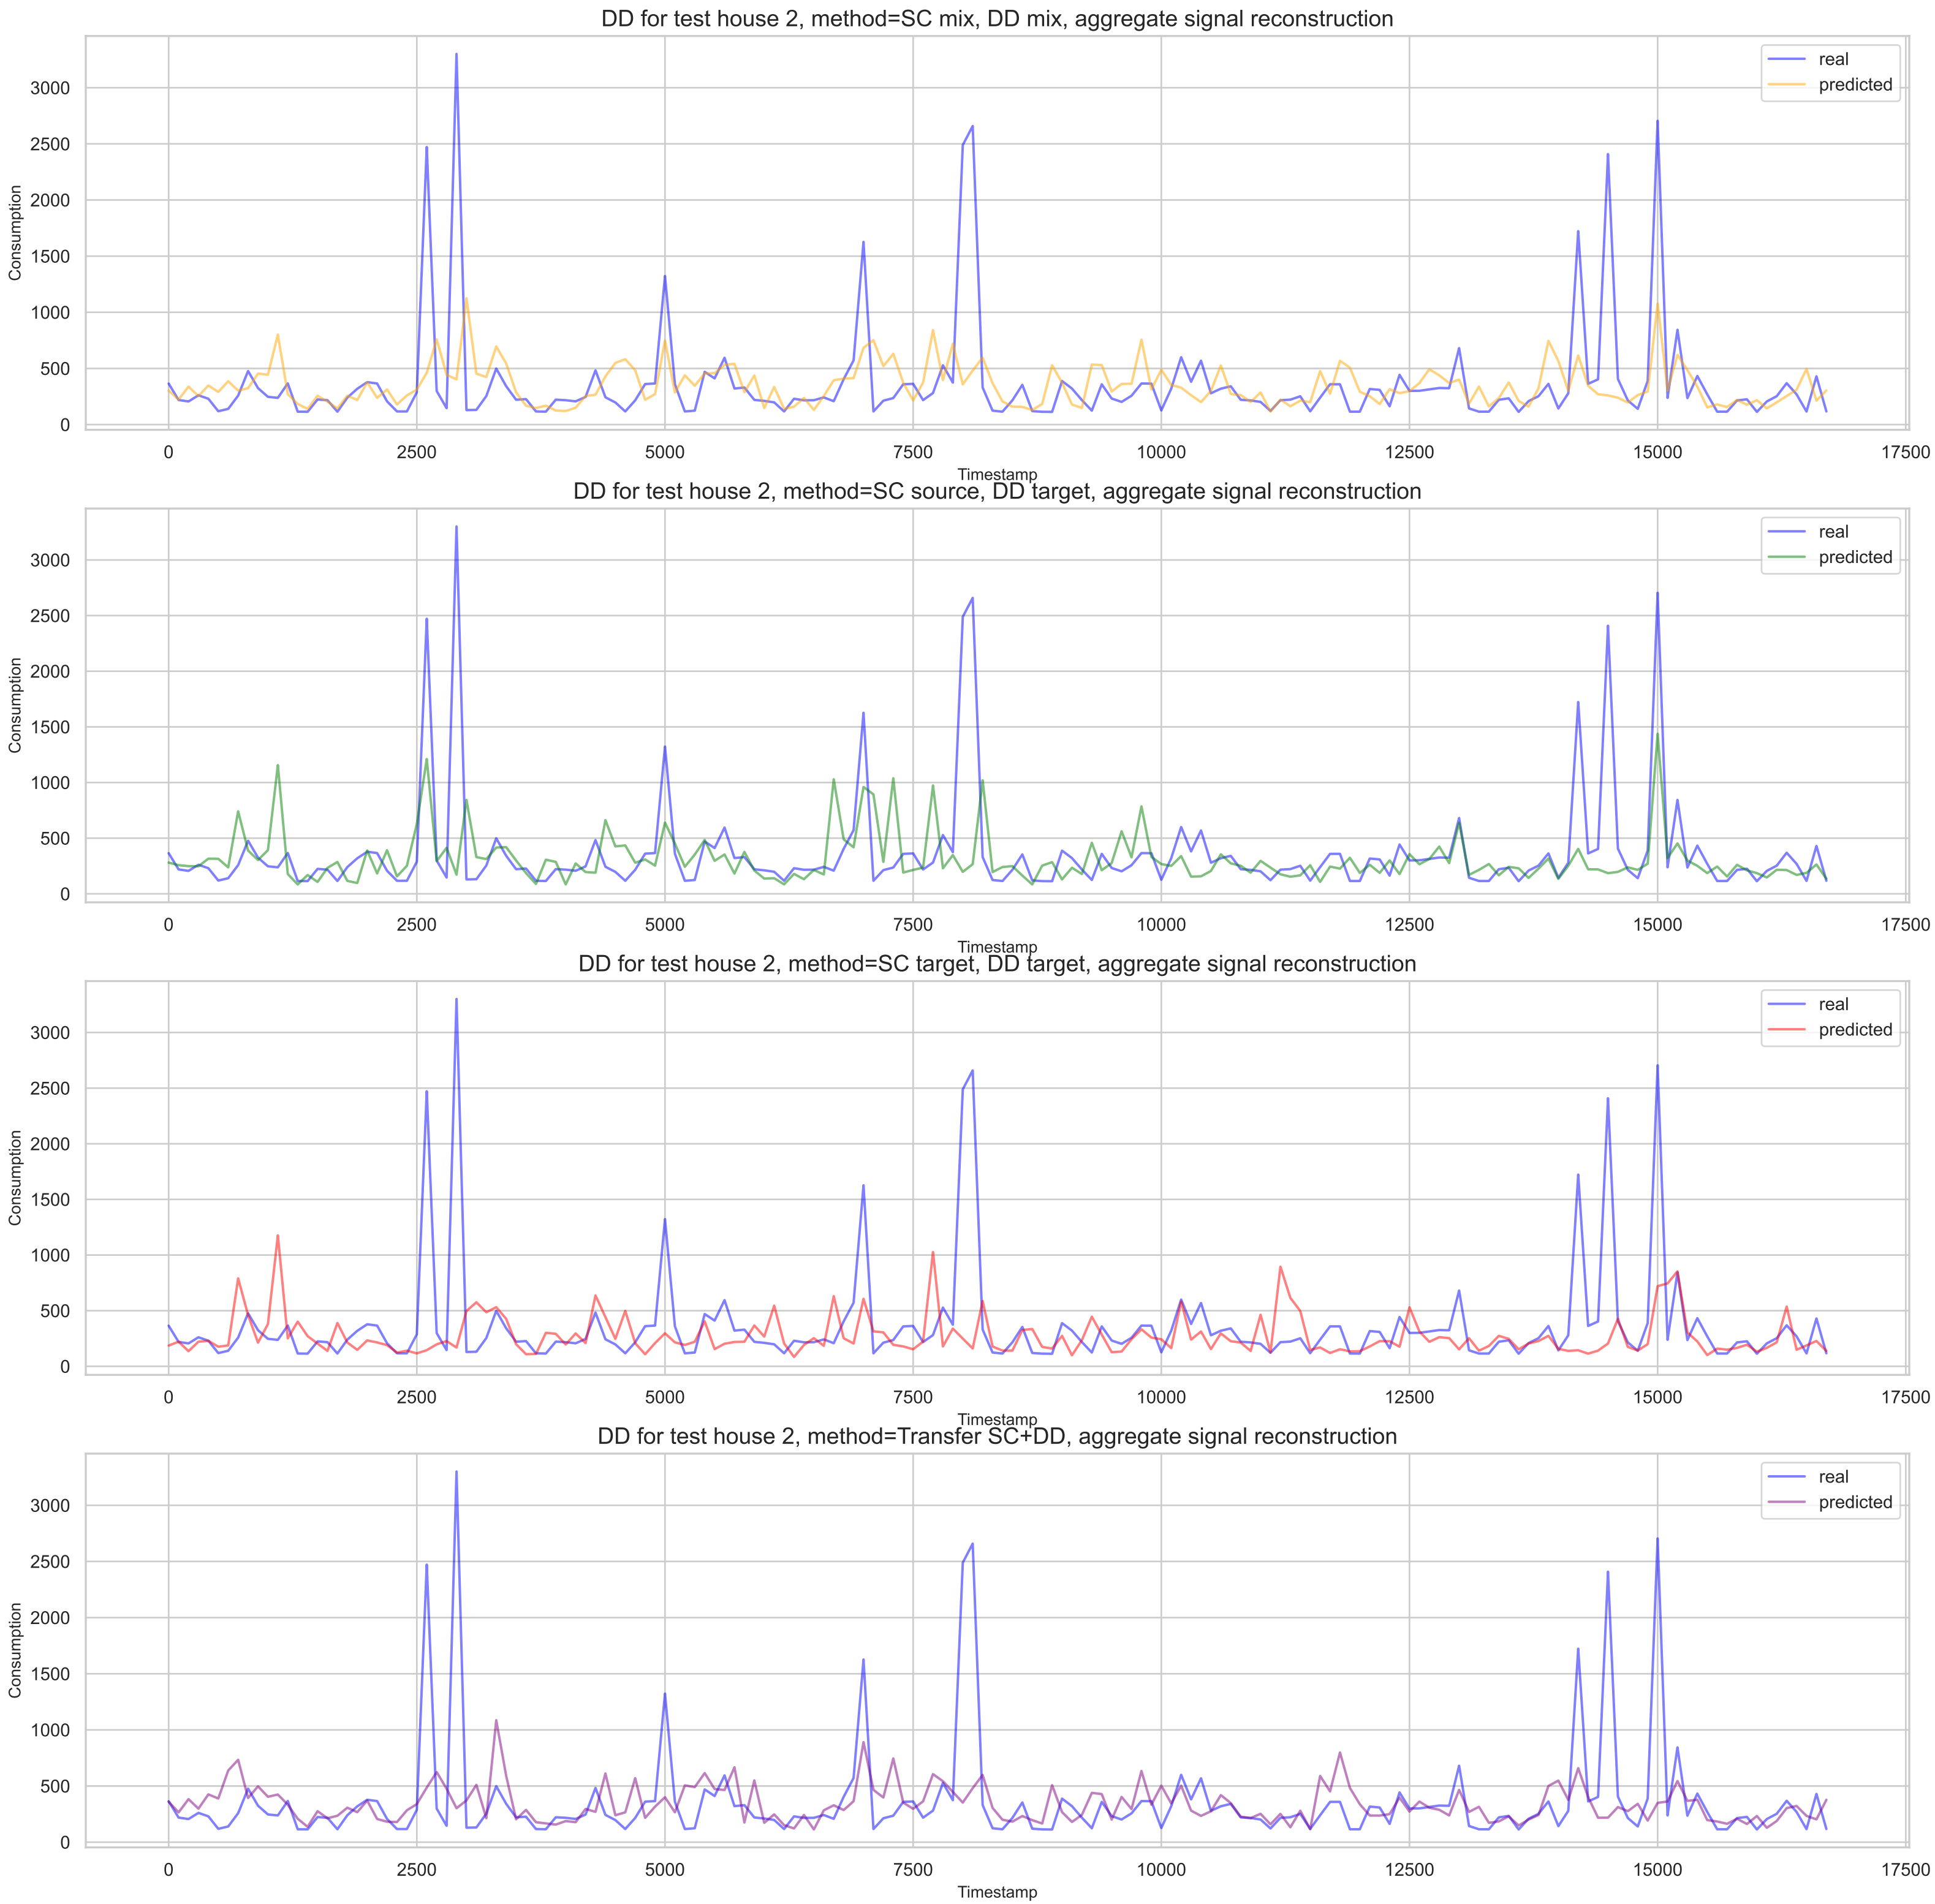 DD for test house 2, method=SC mix, DD mix, aggregate signal reconstruction
real
predicted
3000
2500
2000
1500
1000
500
0
Consumption
0 2500 5000 7500 10000 12500 15000 17500
Timestamp
DD for test house 2, method=SC source, DD target, aggregate signal reconstruction
real
predicted
3000
2500
2000
1500
1000
500
0
Consumption
0 2500 5000 7500 10000 12500 15000 17500
Timestamp
DD for test house 2, method=SC target, DD target, aggregate signal reconstruction
real
predicted
3000
2500
2000
1500
1000
500
0
Consumption
0 2500 5000 7500 10000 12500 15000 17500
Timestamp
DD for test house 2, method=Transfer SC+DD, aggregate signal reconstruction
real
predicted
3000
2500
2000
1500
1000
500
0
Consumption
0 2500 5000 7500 10000 12500 15000 17500
Timestamp